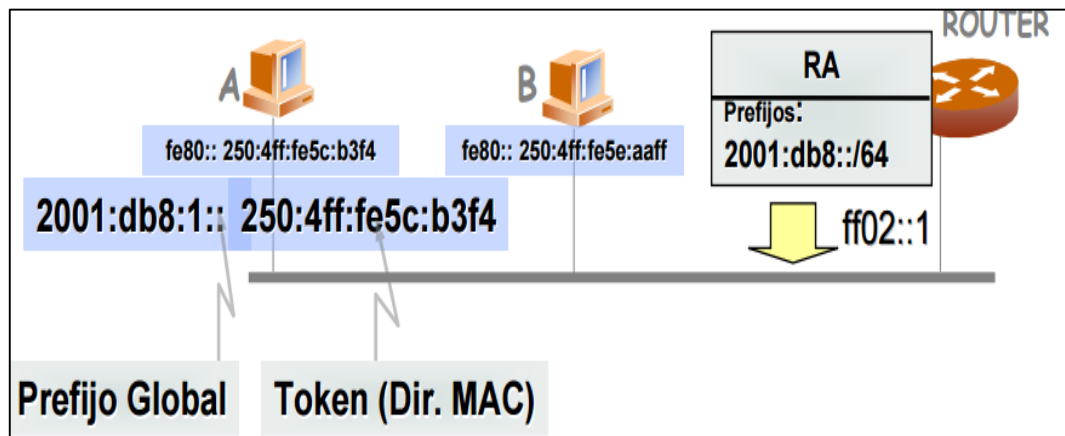 ROUTER
A
B
RA
Prefijos:
2001:db8::/64
fe80:: 250:4ff:fe5c:b3f4
fe80:: 250:4ff:fe5e:aaff
2001:db8:1:: 250:4ff:fe5c:b3f4
ff02::1
Prefijo Global
Token (Dir. MAC)